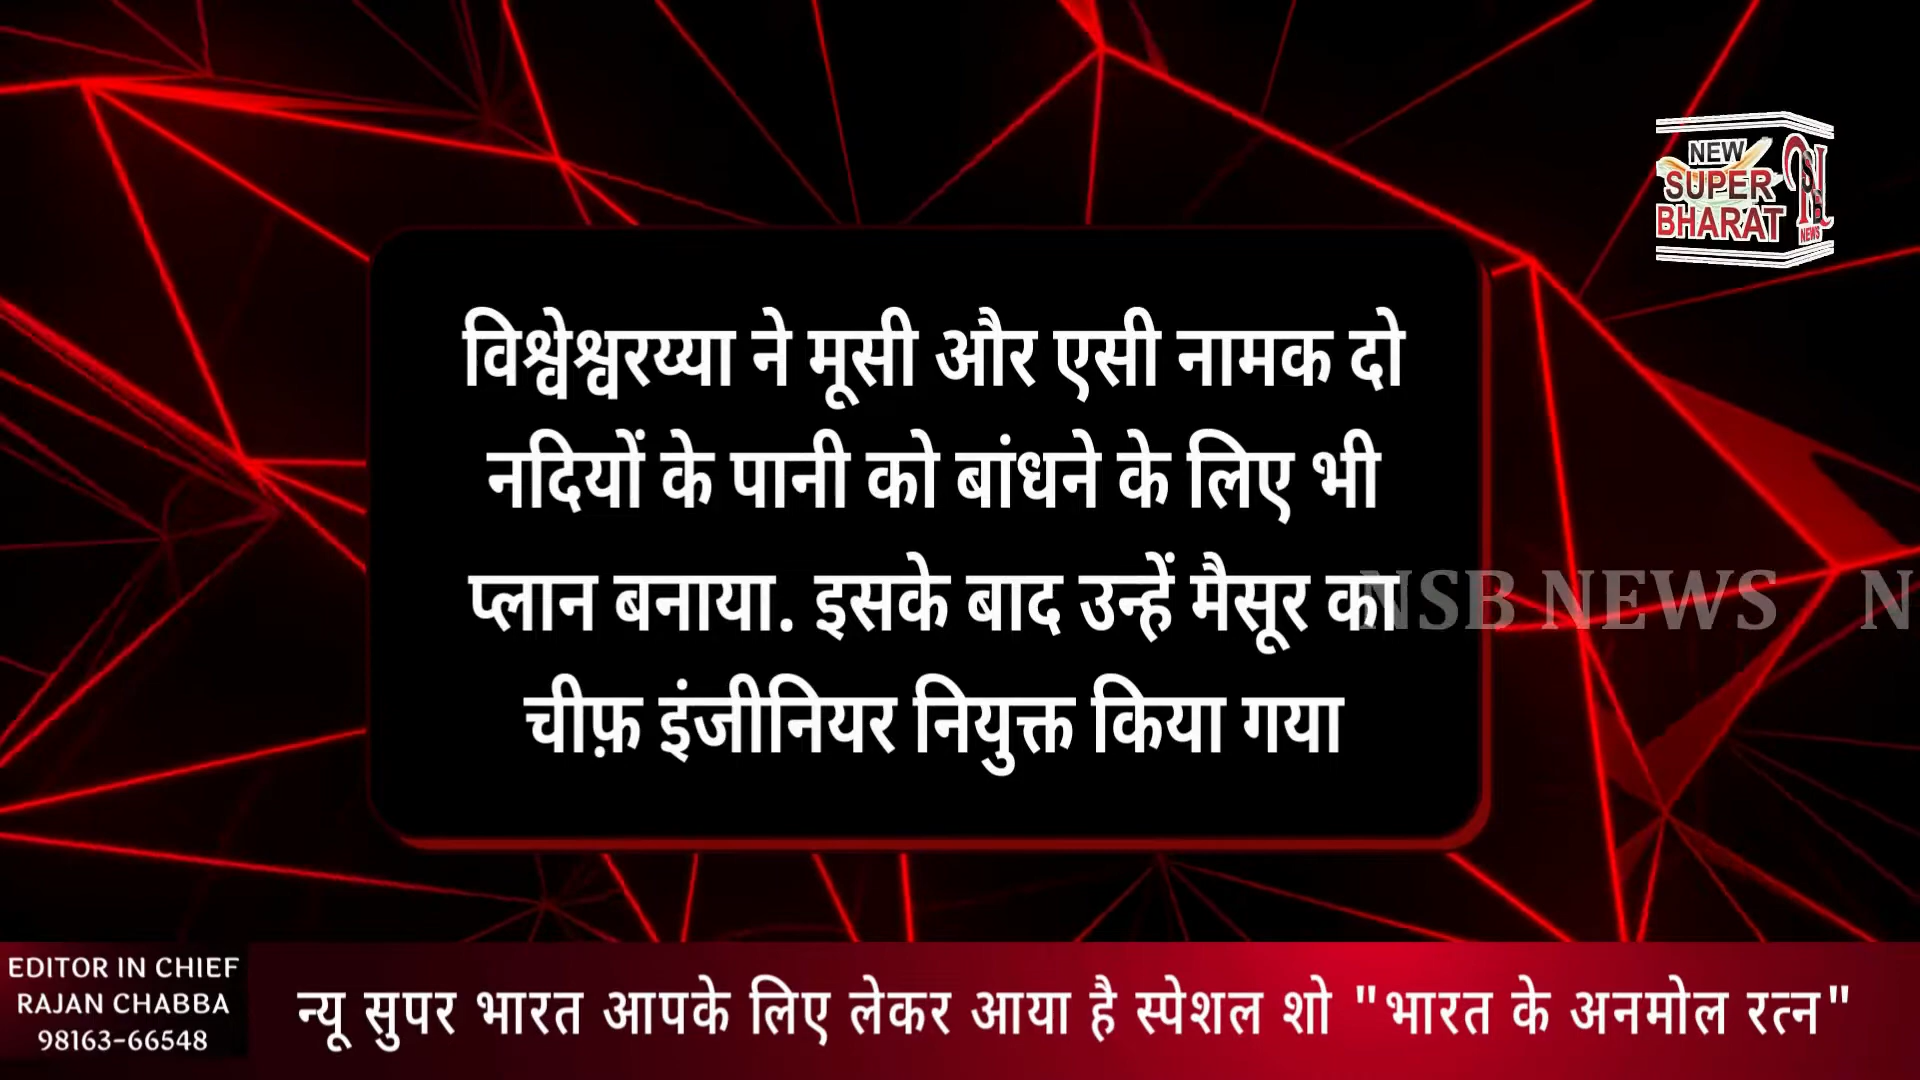 NEW
SUPER
BHARAT
NEWS
विश्वेश्वरय्या ने मूसी और एसी नामक दो
नदियों के पानी को बांधने के लिए भी
प्लान बनाया. इसके बाद उन्हें मैसूर का
चीफ़ इंजीनियर नियुक्त किया गया
NSB NEWS N
EDITOR IN CHIEF
RAJAN CHABBA
98163-66548
न्यू सुपर भारत आपके लिए लेकर आया है स्पेशल शो "भारत के अनमोल रत्न"